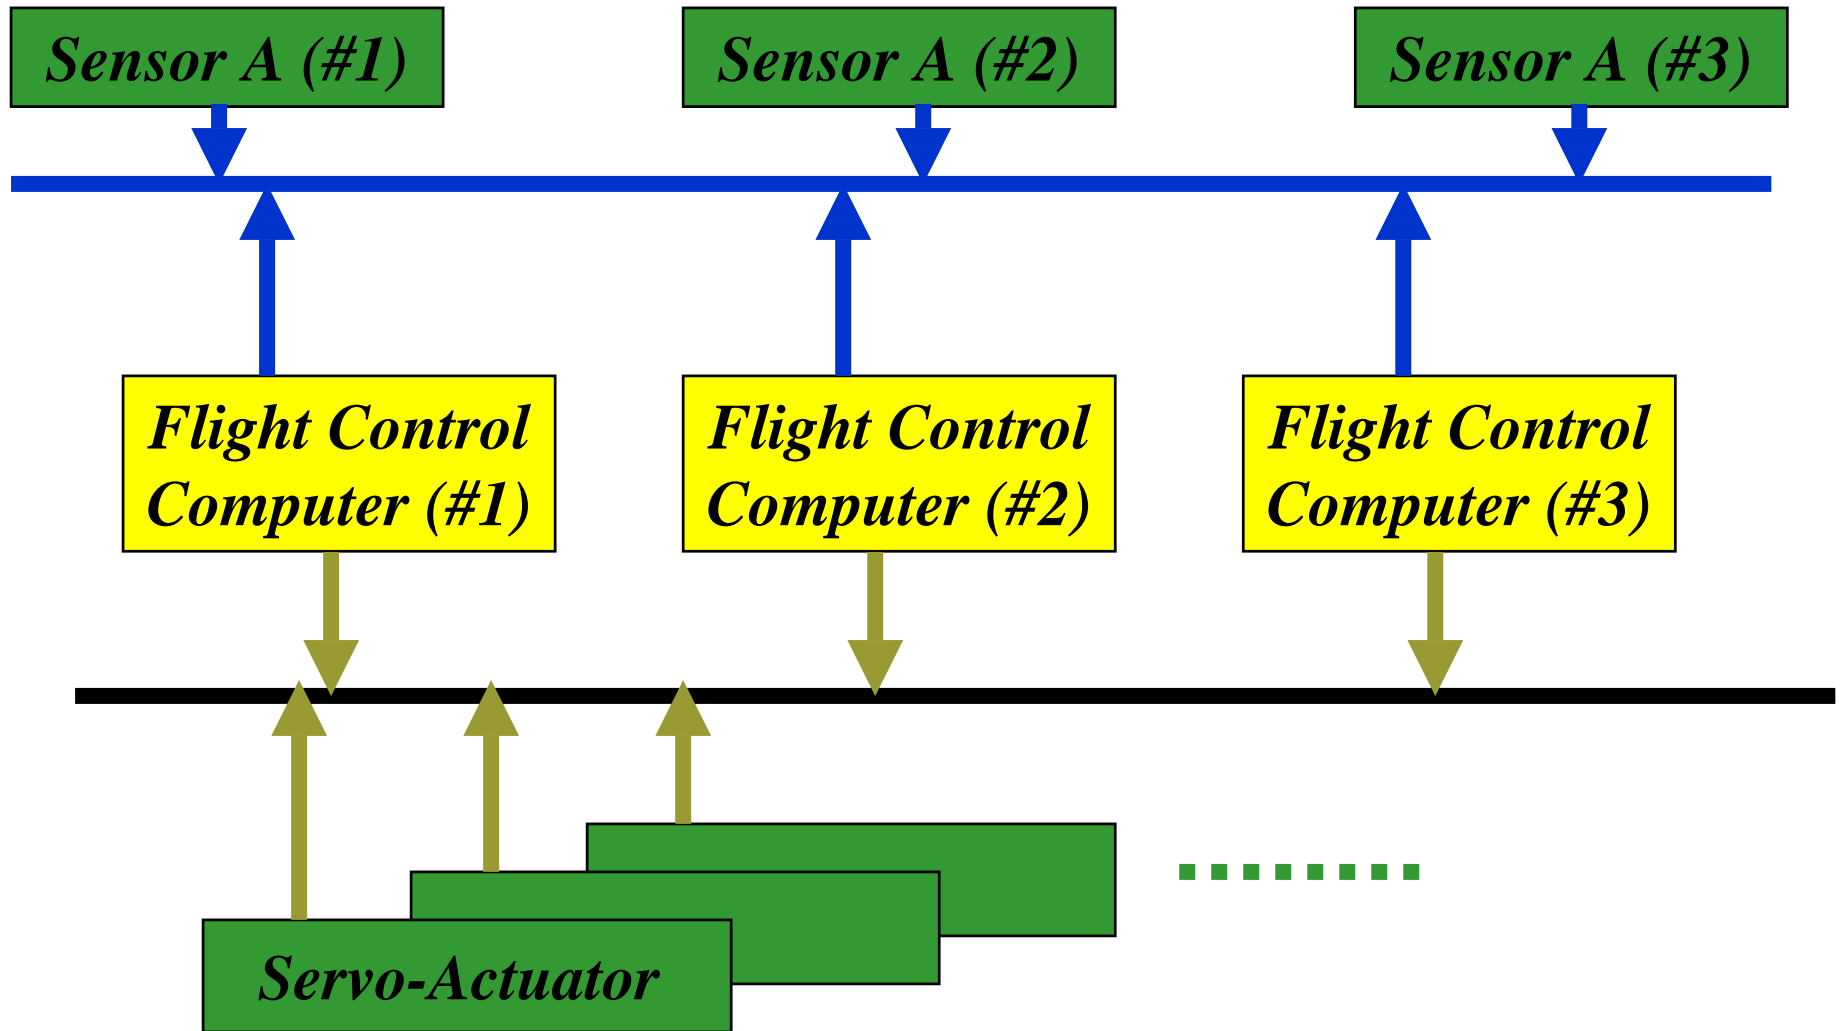 Sensor A (#1)
Sensor A (#2)
Sensor A (#3)
Flight Control
Computer (#1)
Flight Control
Computer (#2)
Flight Control
Computer (#3)
Servo-Actuator